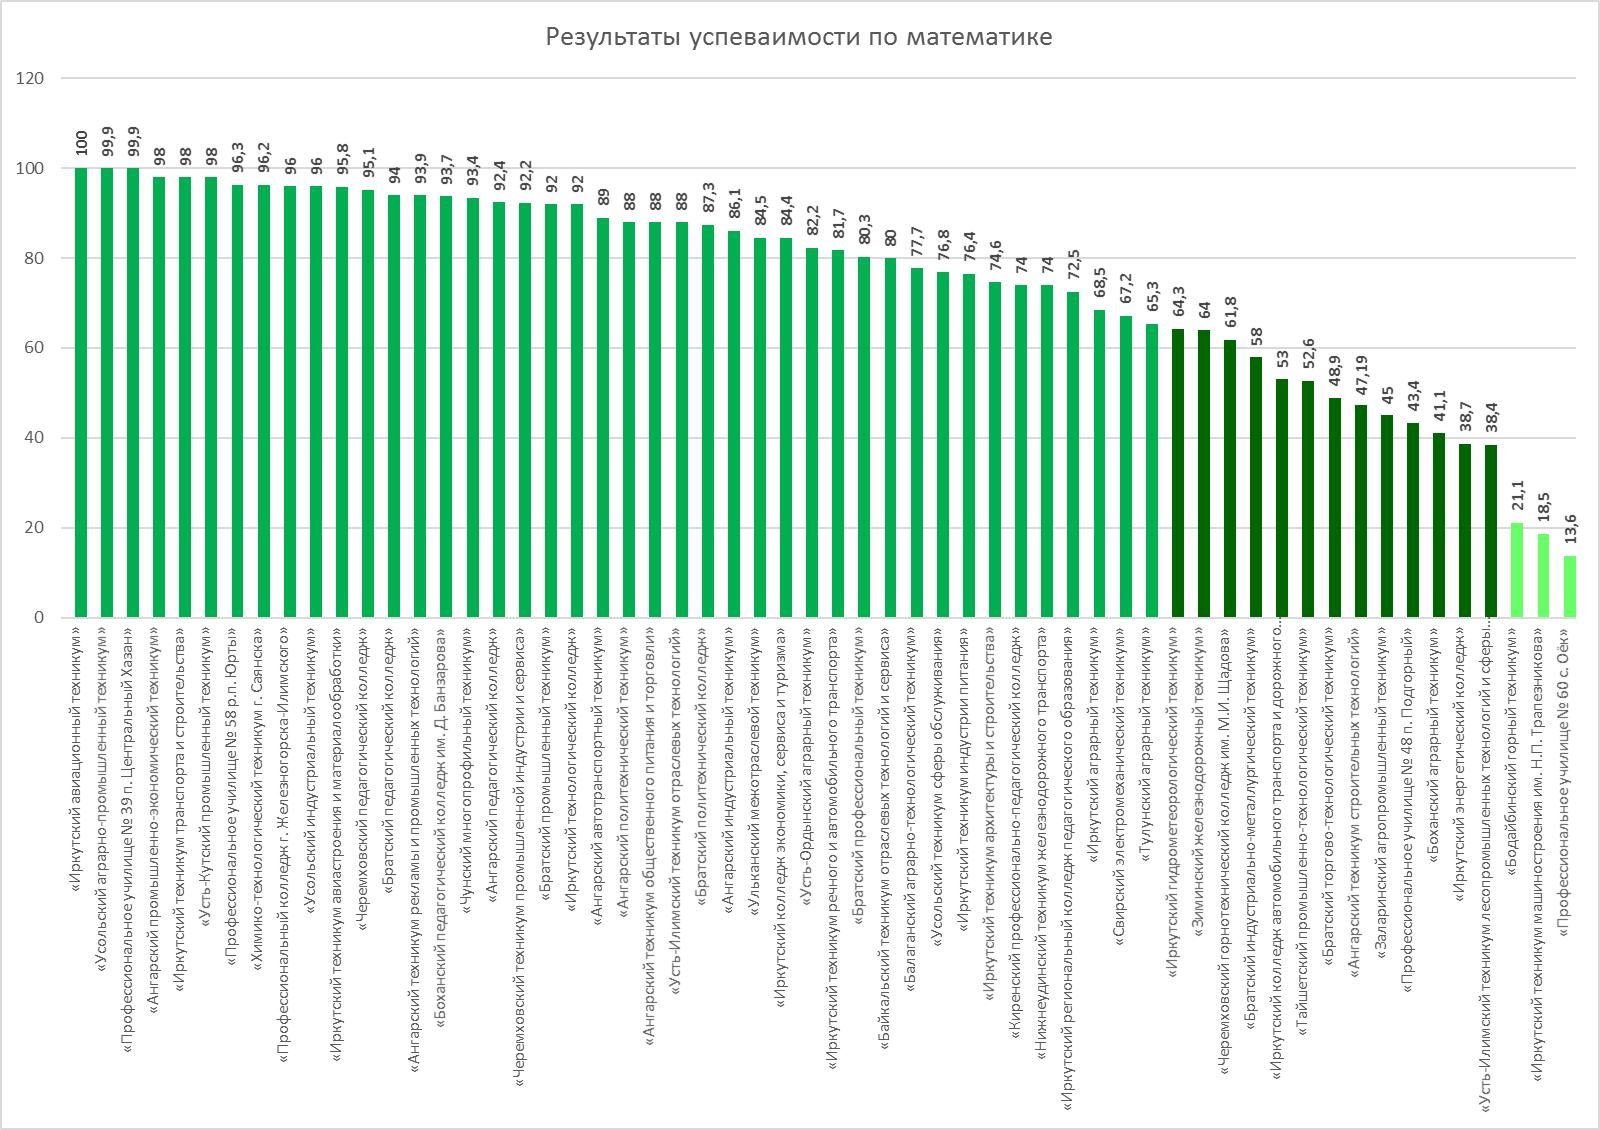 Результаты успеваимости по математике
120
100
80
60
40
20
0
100
99,9
99,9
98
98
98
96,3
96,2
96
96
95,8
95,1
94
93,9
93,7
93,4
92,4
92,2
92
92
89
88
88
88
87,3
86,1
84,5
84,4
82,2
81,7
80,3
80
77,7
76,8
76,4
74,6
74
74
72,5
68,5
67,2
65,3
64,3
64
61,8
58
53
52,6
48,9
47,19
45
43,4
41,1
38,7
38,4
21,1
18,5
13,6
«Иркутский авиационный техникум»
«Усольский аграрно-промышленный техникум»
«Профессиональное училище № 39 п. Центральный Хазан»
«Ангарский промышленно-экономический техникум»
«Иркутский техникум транспорта и строительства»
«Усть-Кутский промышленный техникум»
«Профессиональное училище № 58 р.п. Юрты»
«Химико-технологический техникум г. Саянска»
«Профессиональный колледж г. Железногорска-Илимского»
«Усольский индустриальный техникум»
«Иркутский техникум авиастроения и материалообработки»
«Черемховский педагогический колледж»
«Братский педагогический колледж»
«Ангарский техникум рекламы и промышленных технологий»
«Боханский педагогический колледж им. Д. Банзарова»
«Чунский многопрофильный техникум»
«Ангарский педагогический колледж»
«Черемховский техникум промышленной индустрии и сервиса»
«Братский промышленный техникум»
«Иркутский технологический колледж»
«Ангарский автотранспортный техникум»
«Ангарский политехнический техникум»
«Ангарский техникум общественного питания и торговли»
«Усть-Илимский техникум отраслевых технологий»
«Братский политехнический колледж»
«Ангарский индустриальный техникум»
«Ульканский межотраслевой техникум»
«Иркутский колледж экономики, сервиса и туризма»
«Усть-Ордынский аграрный техникум»
«Иркутский техникум речного и автомобильного транспорта»
«Братский профессиональный техникум»
«Байкальский техникум отраслевых технологий и сервиса»
«Балаганский аграрно-технологический техникум»
«Усольский техникум сферы обслуживания»
«Иркутский техникум индустрии питания»
«Иркутский техникум архитектуры и строительства»
«Киренский профессионально-педагогический колледж»
«Нижнеудинский техникум железнодорожного транспорта»
«Иркутский региональный колледж педагогического образования»
«Иркутский аграрный техникум»
«Свирский электромеханический техникум»
«Тулунский аграрный техникум»
«Иркутский гидрометеорологический техникум»
«Зиминский железнодорожный техникум»
«Черемховский горнотехнический колледж им. М.И. Щадова»
«Братский индустриально-металлургический техникум»
«Иркутский колледж автомобильного транспорта и дорожного…
«Тайшетский промышленно-технологический техникум»
«Братский торгово-технологический техникум»
«Ангарский техникум строительных технологий»
«Заларинский агропромышленный техникум»
«Профессиональное училище № 48 п. Подгорный»
«Боханский аграрный техникум»
«Иркутский энергетический колледж»
«Усть-Илимский техникум лесопромышленных технологий и сферы…
«Бодайбинский горный техникум»
«Иркутский техникум машиностроения им. Н.П. Трапезникова»
«Профессиональное училище № 60 с. Оёк»